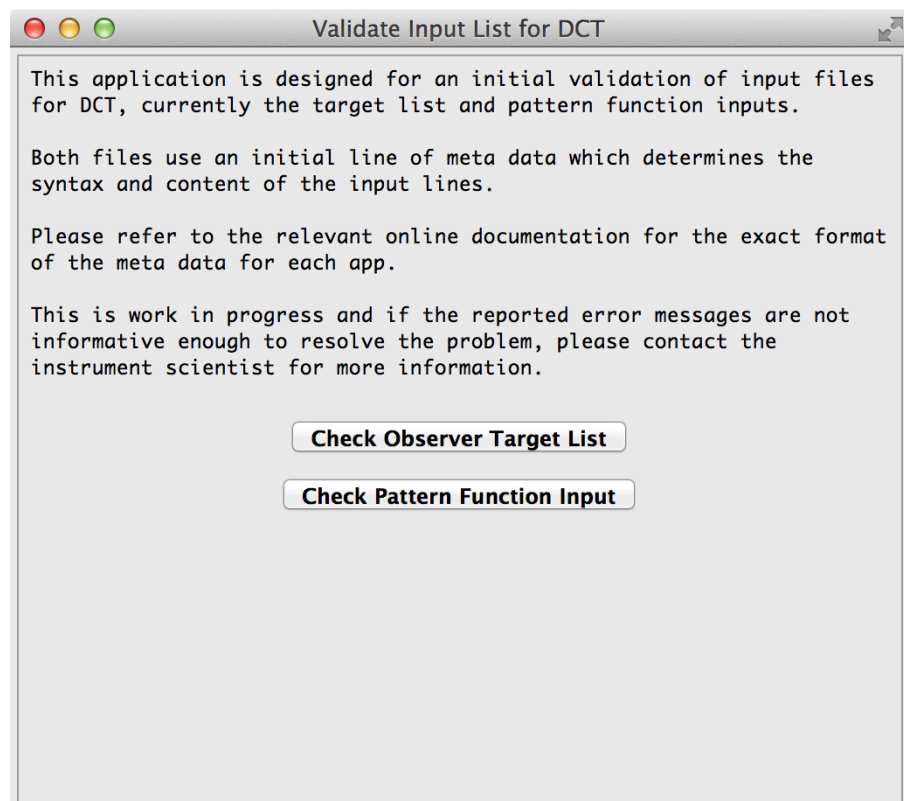 Validate Input List for DCT
This application is designed for an initial validation of input files
for DCT, currently the target list and pattern function inputs.
Both files use an initial line of meta data which determines the
syntax and content of the input lines.
Please refer to the relevant online documentation for the exact format
of the meta data for each app.
This is work in progress and if the reported error messages are not
informative enough to resolve the problem, please contact the
instrument scientist for more information.
Check Observer Target List
Check Pattern Function Input